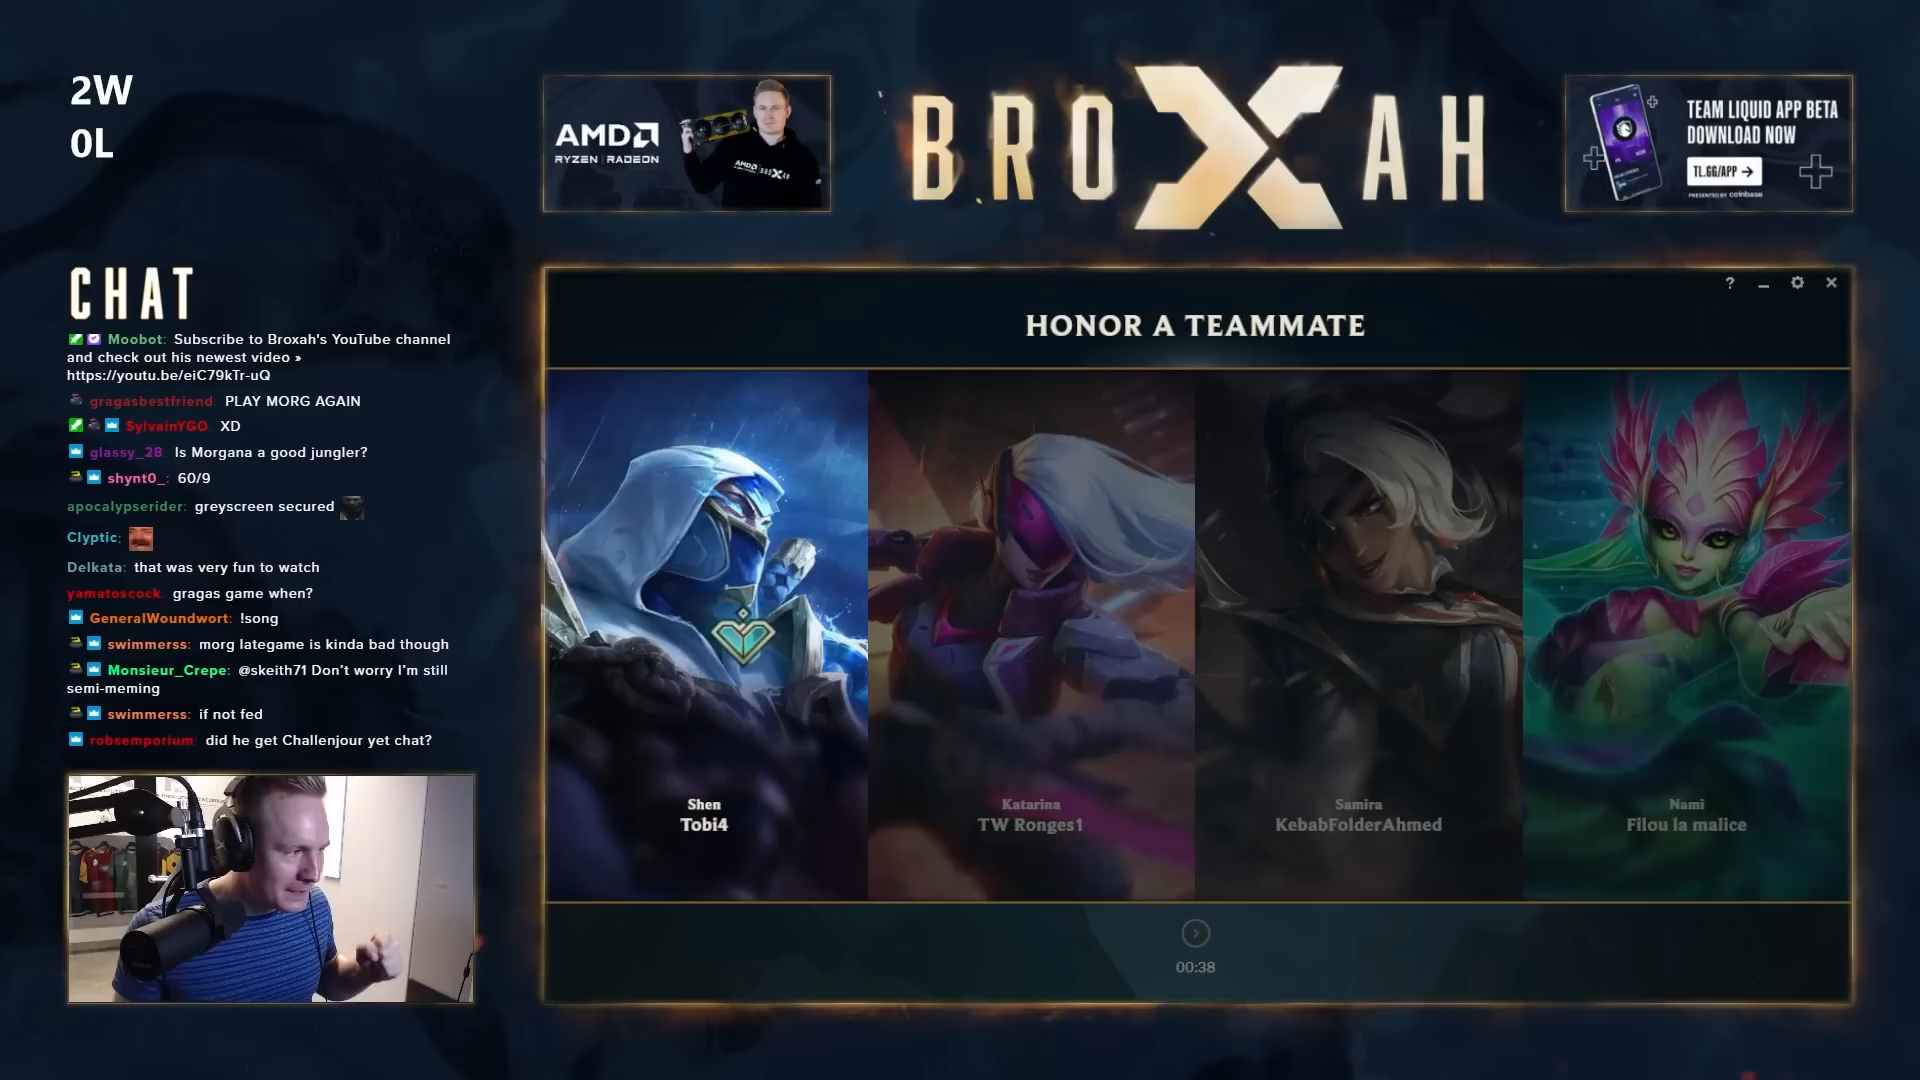 2W
0L
AMD
RYZEN | RADEON
BROXAH
TEAM LIQUID APP BETA
DOWNLOAD NOW
TL.GG/APP →
PRESENTED BY coinbase
CHAT
Moobot: Subscribe to Broxah's YouTube channel
and check out his newest video »
https://youtu.be/eiC79kTr-uQ
gragasbestfriend: PLAY MORG AGAIN
SylvainYGO: XD
glassy_28: Is Morgana a good jungler?
shynt0_: 60/9
apocalypserider: greyscreen secured
Clyptic:
Delkata: that was very fun to watch
yamatoscock: gragas game when?
GeneralWoundwort: !song
swimmerss: morg lategame is kinda bad though
Monsieur_Crepe: @skeith71 Don't worry I'm still
semi-meming
swimmerss: if not fed
robsemporium: did he get Challenjour yet chat?
?
HONOR A TEAMMATE
Shen
Tobi4
Katarina
TW Ronges1
Samira
KebabFolderAhmed
Nami
Filou la malice
00:38